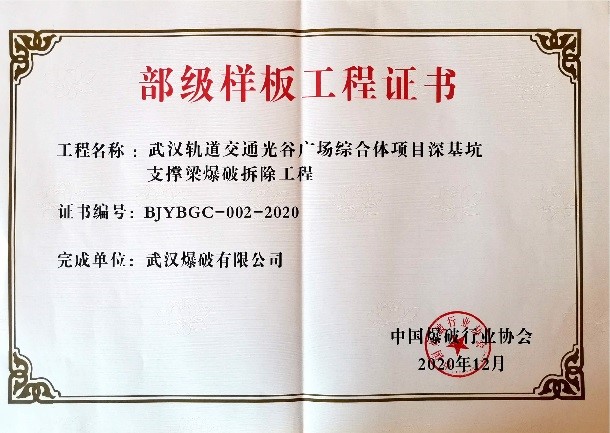 部级样板工程证书
工程名称：武汉轨道交通光谷广场综合体项目深基坑
支撑梁爆破拆除工程
证书编号：BJYBGC-002-2020
完成单位：武汉爆破有限公司
中国爆破行业协会
2020年12月